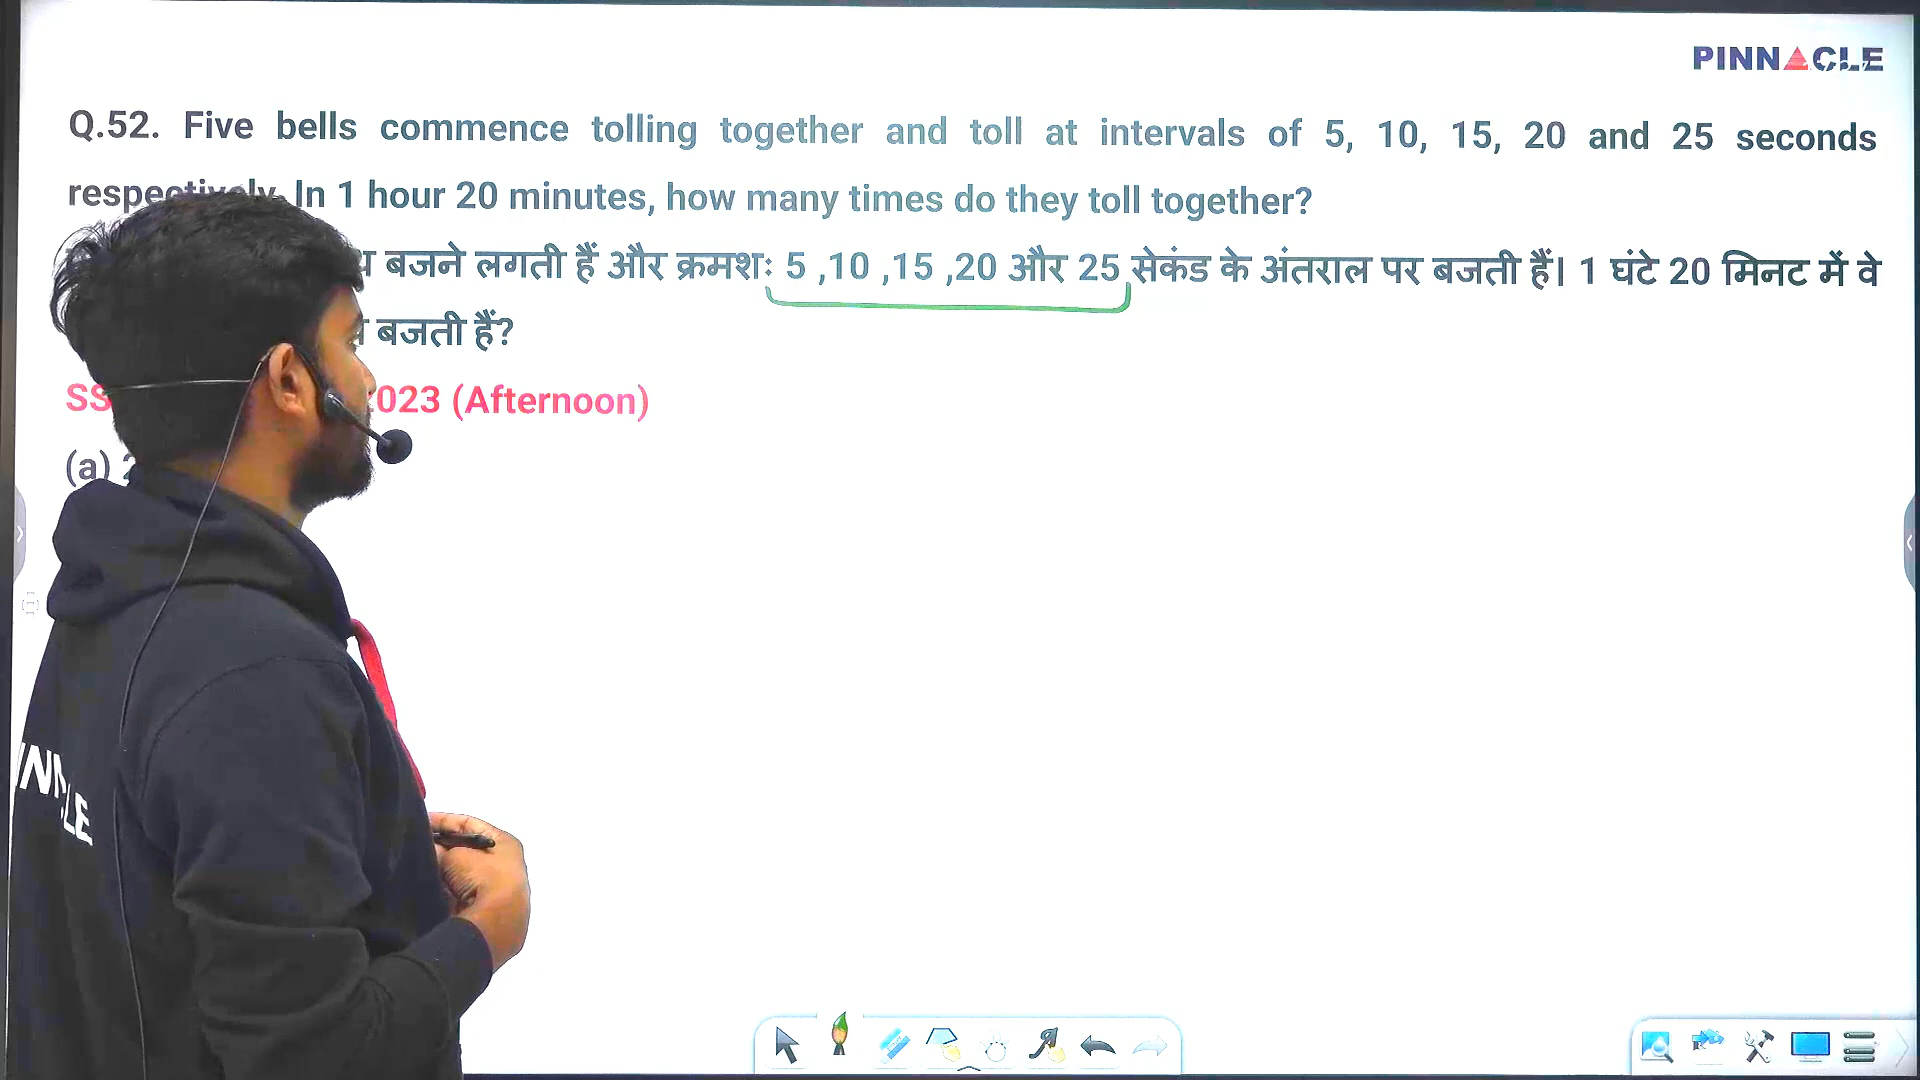 PINNACLE
Q.52. Five bells commence tolling together and toll at intervals of 5, 10, 15, 20 and 25 seconds
respectively. In 1 hour 20 minutes, how many times do they toll together?
बजने लगती हैं और क्रमशः 5 ,10 ,15 ,20 और 25 सेकंड के अंतराल पर बजती हैं। 1 घंटे 20 मिनट में वे
बजती हैं?
(Afternoon)
(a)